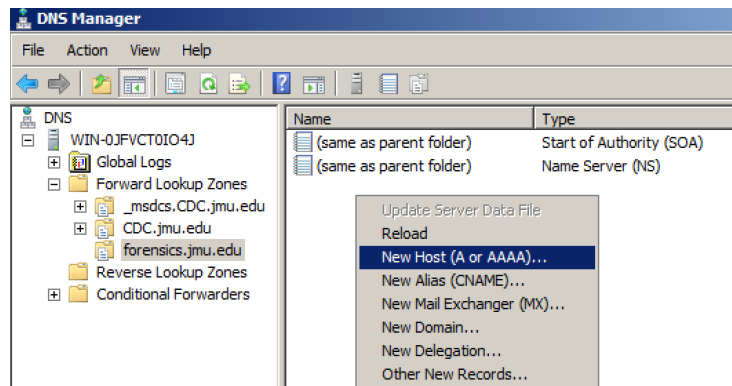 DNS Manager
File Action View Help
DNS
WIN-0JFVCT0IO4J
Global Logs
Forward Lookup Zones
_msdcs.CDC.jmu.edu
CDC.jmu.edu
forensics.jmu.edu
Reverse Lookup Zones
Conditional Forwarders
Name Type
(same as parent folder) Start of Authority (SOA)
(same as parent folder) Name Server (NS)
Update Server Data File
Reload
New Host (A or AAAA)...
New Alias (CNAME)...
New Mail Exchanger (MX)...
New Domain...
New Delegation...
Other New Records...